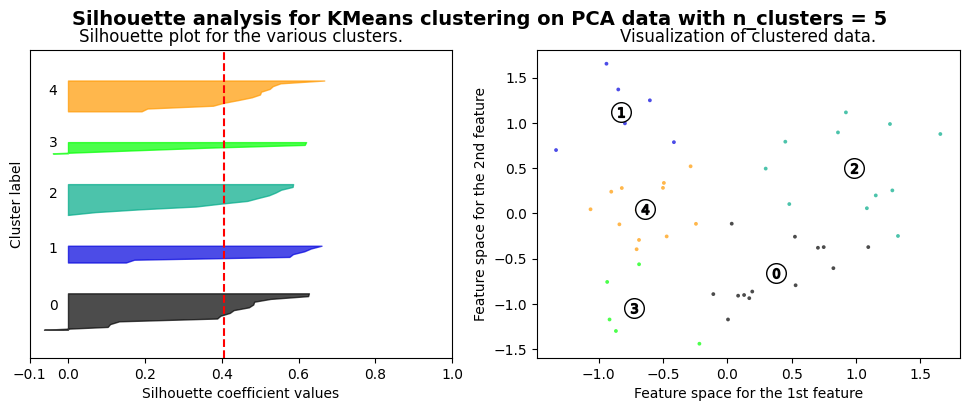 Silhouette analysis for KMeans clustering on PCA data with n_clusters = 5
Silhouette plot for the various clusters.
Cluster label
4
3
2
1
0
−0.1 0.0 0.2 0.4 0.6 0.8 1.0
Silhouette coefficient values
Visualization of clustered data.
Feature space for the 2nd feature
1.5
1.0
0.5
0.0
−0.5
−1.0
−1.5
1
2
4
0
3
−1.0 −0.5 0.0 0.5 1.0 1.5
Feature space for the 1st feature